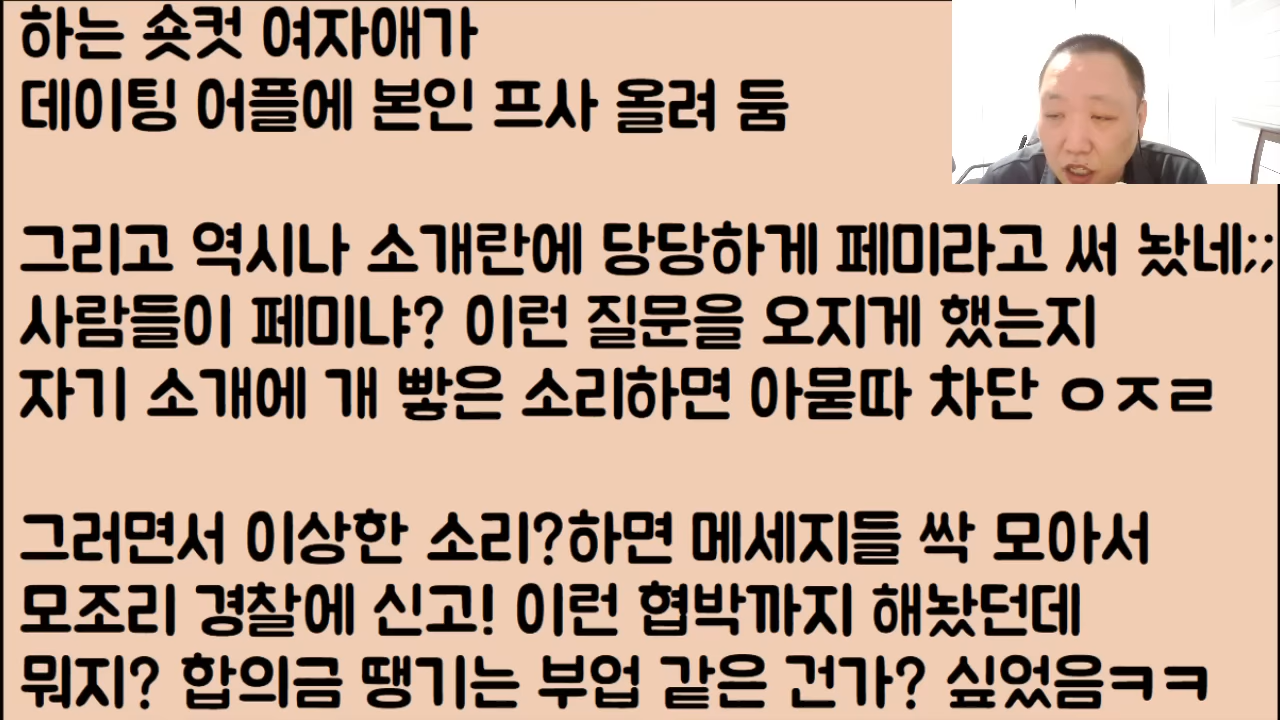 하는 숏컷 여자애가
데이팅 어플에 본인 프사 올려 둠
그리고 역시나 소개란에 당당하게 페미라고 써 놨네;;
사람들이 페미냐? 이런 질문을 오지게 했는지
자기 소개에 개 빻은 소리하면 아묻따 차단 ㅇㅈㄹ
그러면서 이상한 소리?하면 메세지들 싹 모아서
모조리 경찰에 신고! 이런 협박까지 해놨던데
뭐지? 합의금 땡기는 부업 같은 건가? 싶었음ㅋㅋ